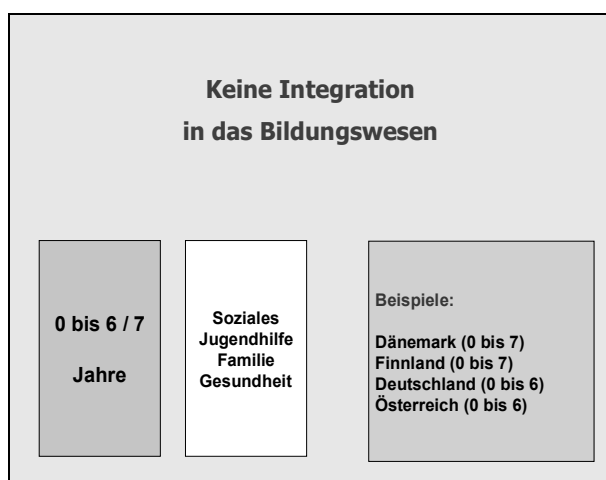 Keine Integration
in das Bildungswesen
0 bis 6 / 7
Jahre
Soziales
Jugendhilfe
Familie
Gesundheit
Beispiele:
Dänemark (0 bis 7)
Finnland (0 bis 7)
Deutschland (0 bis 6)
Österreich (0 bis 6)